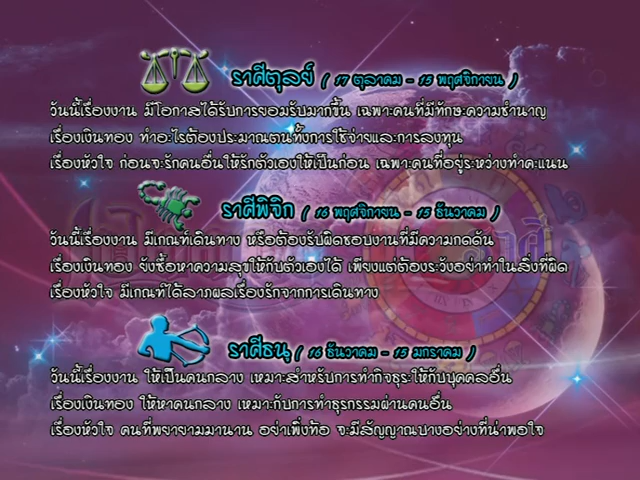 ราศีตุลย์ ( 17 ตุลาคม - 15 พฤศจิกายน )
วันนี้เรื่องงาน มีโอกาสได้รับการยอมรับมากขึ้น เฉพาะคนที่มีทักษะความชำนาญ
เรื่องเงินทอง ทำอะไรต้องประมาณตนทั้งการใช้จ่ายและการลงทุน
เรื่องหัวใจ ก่อนจะรักคนอื่นให้รักตัวเองให้เป็นก่อน เฉพาะคนที่อยู่ระหว่างทำคะแนน
ราศีพิจิก ( 16 พฤศจิกายน - 15 ธันวาคม )
วันนี้เรื่องงาน มีเกณฑ์เดินทาง หรือต้องรับผิดชอบงานที่มีความกดดัน
เรื่องเงินทอง ยังซื้อหาความสุขให้กับตัวเองได้ เพียงแต่ต้องระวังอย่าทำในสิ่งที่ผิด
เรื่องหัวใจ มีเกณฑ์ได้ลาภผลเรื่องรักจากการเดินทาง
ราศีธนู ( 16 ธันวาคม - 15 มกราคม )
วันนี้เรื่องงาน ให้เป็นคนกลาง เหมาะสำหรับการทำกิจธุระให้กับบุคคลอื่น
เรื่องเงินทอง ให้หาคนกลาง เหมาะกับการทำธุรกรรมผ่านคนอื่น
เรื่องหัวใจ คนที่พยายามมานาน อย่าเพิ่งท้อ จะมีสัญญาณบางอย่างที่น่าพอใจ